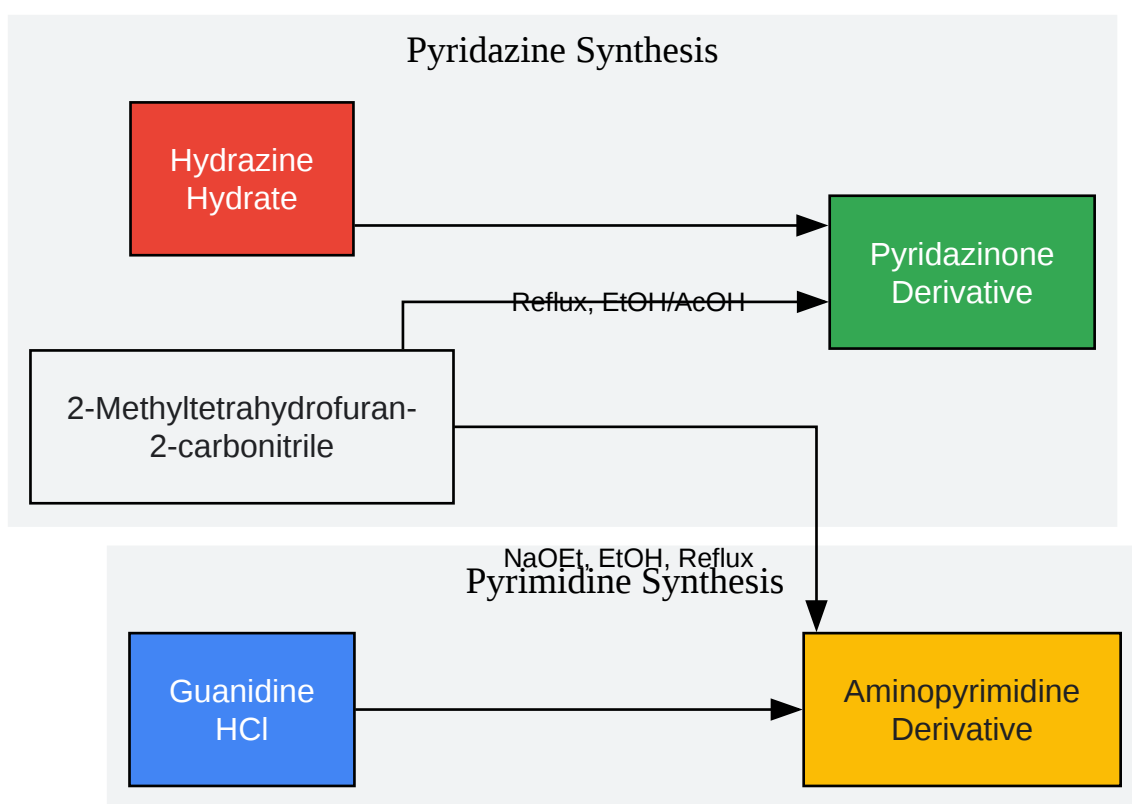 Pyridazine Synthesis
Hydrazine
Hydrate
Pyridazinone
Derivative
Reflux, EtOH/AcOH
2-Methyltetrahydrofuran-
2-carbonitrile
NaOEt, EtOH, Reflux
Pyrimidine Synthesis
Guanidine
HCl
Aminopyrimidine
Derivative